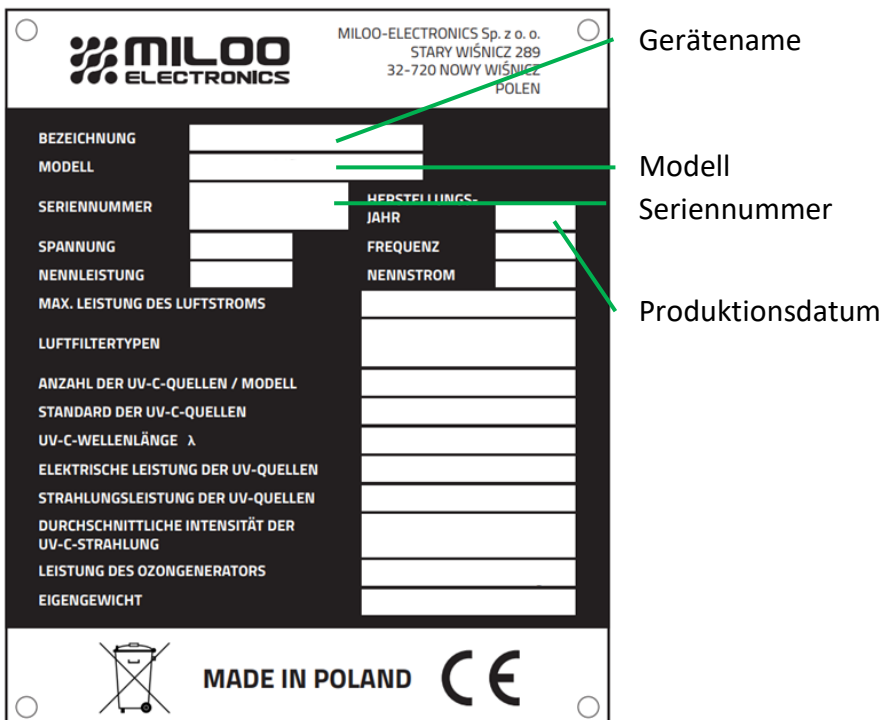 MILOO
ELECTRONICS
MILOO-ELECTRONICS Sp. z o. o.
STARY WIŚNICZ 289
32-720 NOWY WIŚNICZ
POLEN
Gerätename
BEZEICHNUNG
MODELL
Modell
SERIENNUMMER
HERSTELLUNGS-
JAHR
Seriennummer
SPANNUNG
FREQUENZ
NENNLEISTUNG
NENNSTROM
Produktionsdatum
MAX. LEISTUNG DES LUFTSTROMS
LUFTFILTERTYPEN
ANZAHL DER UV-C-QUELLEN / MODELL
STANDARD DER UV-C-QUELLEN
UV-C-WELLENLÄNGE λ
ELEKTRISCHE LEISTUNG DER UV-QUELLEN
STRAHLUNGSLEISTUNG DER UV-QUELLEN
DURCHSCHNITTLICHE INTENSITÄT DER
UV-C-STRAHLUNG
LEISTUNG DES OZONGENERATORS
EIGENGEWICHT
MADE IN POLAND CE